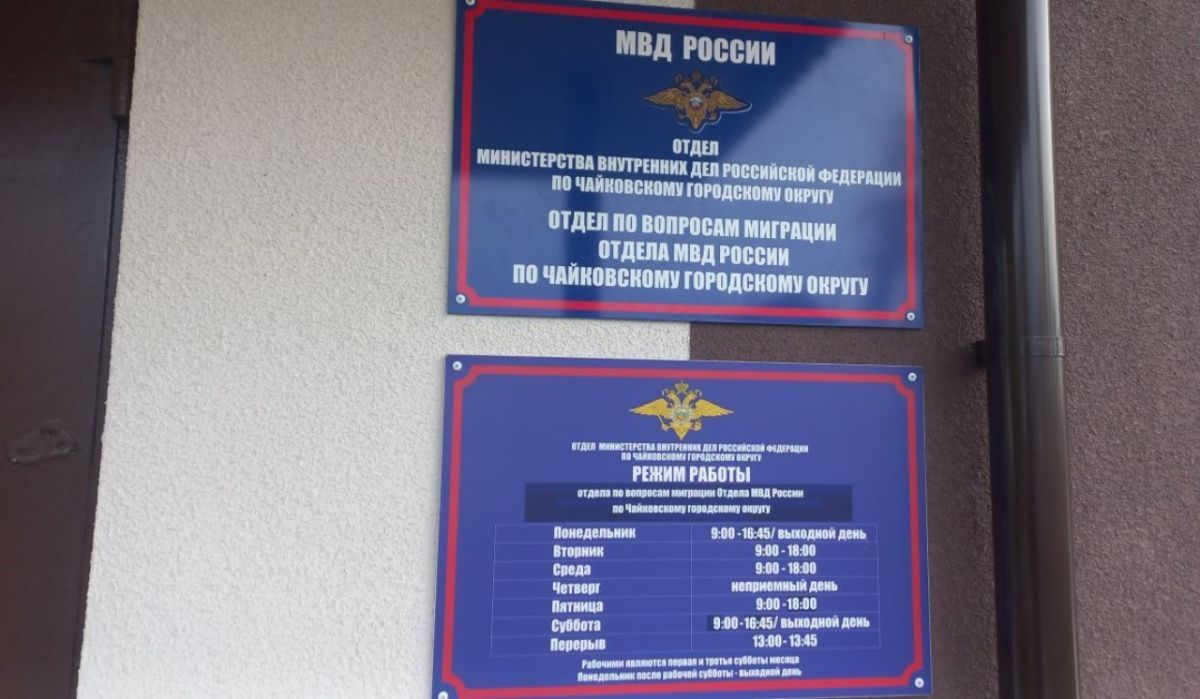 МВД РОССИИ
ОТДЕЛ
МИНИСТЕРСТВА ВНУТРЕННИХ ДЕЛ РОССИЙСКОЙ ФЕДЕРАЦИИ
ПО ЧАЙКОВСКОМУ ГОРОДСКОМУ ОКРУГУ
ОТДЕЛ ПО ВОПРОСАМ МИГРАЦИИ
ОТДЕЛА МВД РОССИИ
ПО ЧАЙКОВСКОМУ ГОРОДСКОМУ ОКРУГУ
ОТДЕЛ МИНИСТЕРСТВА ВНУТРЕННИХ ДЕЛ РОССИЙСКОЙ ФЕДЕРАЦИИ
ПО ЧАЙКОВСКОМУ ГОРОДСКОМУ ОКРУГУ
РЕЖИМ РАБОТЫ
отдела по вопросам миграции Отдела МВД России
по Чайковскому городскому округу
Понедельник 9:00 -16:45/ выходной день
Вторник 9:00 - 18:00
Среда 9:00 - 18:00
Четверг неприемный день
Пятница 9:00 -18:00
Суббота 9:00 -16:45/ выходной день
Перерыв 13:00 - 13:45
Рабочими являются первая и третья субботы месяца
Понедельник после рабочей субботы - выходной день